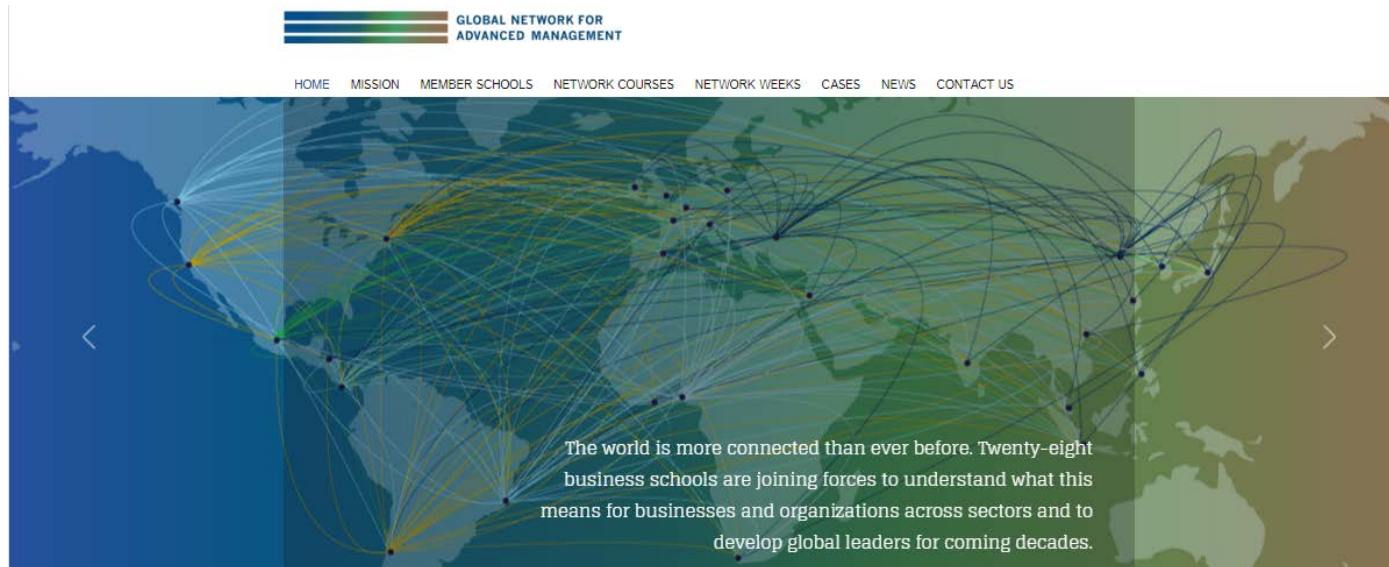 GLOBAL NETWORK FOR
ADVANCED MANAGEMENT
HOME MISSION MEMBER SCHOOLS NETWORK COURSES NETWORK WEEKS CASES NEWS CONTACT US
The world is more connected than ever before. Twenty-eight
business schools are joining forces to understand what this
means for businesses and organizations across sectors and to
develop global leaders for coming decades.